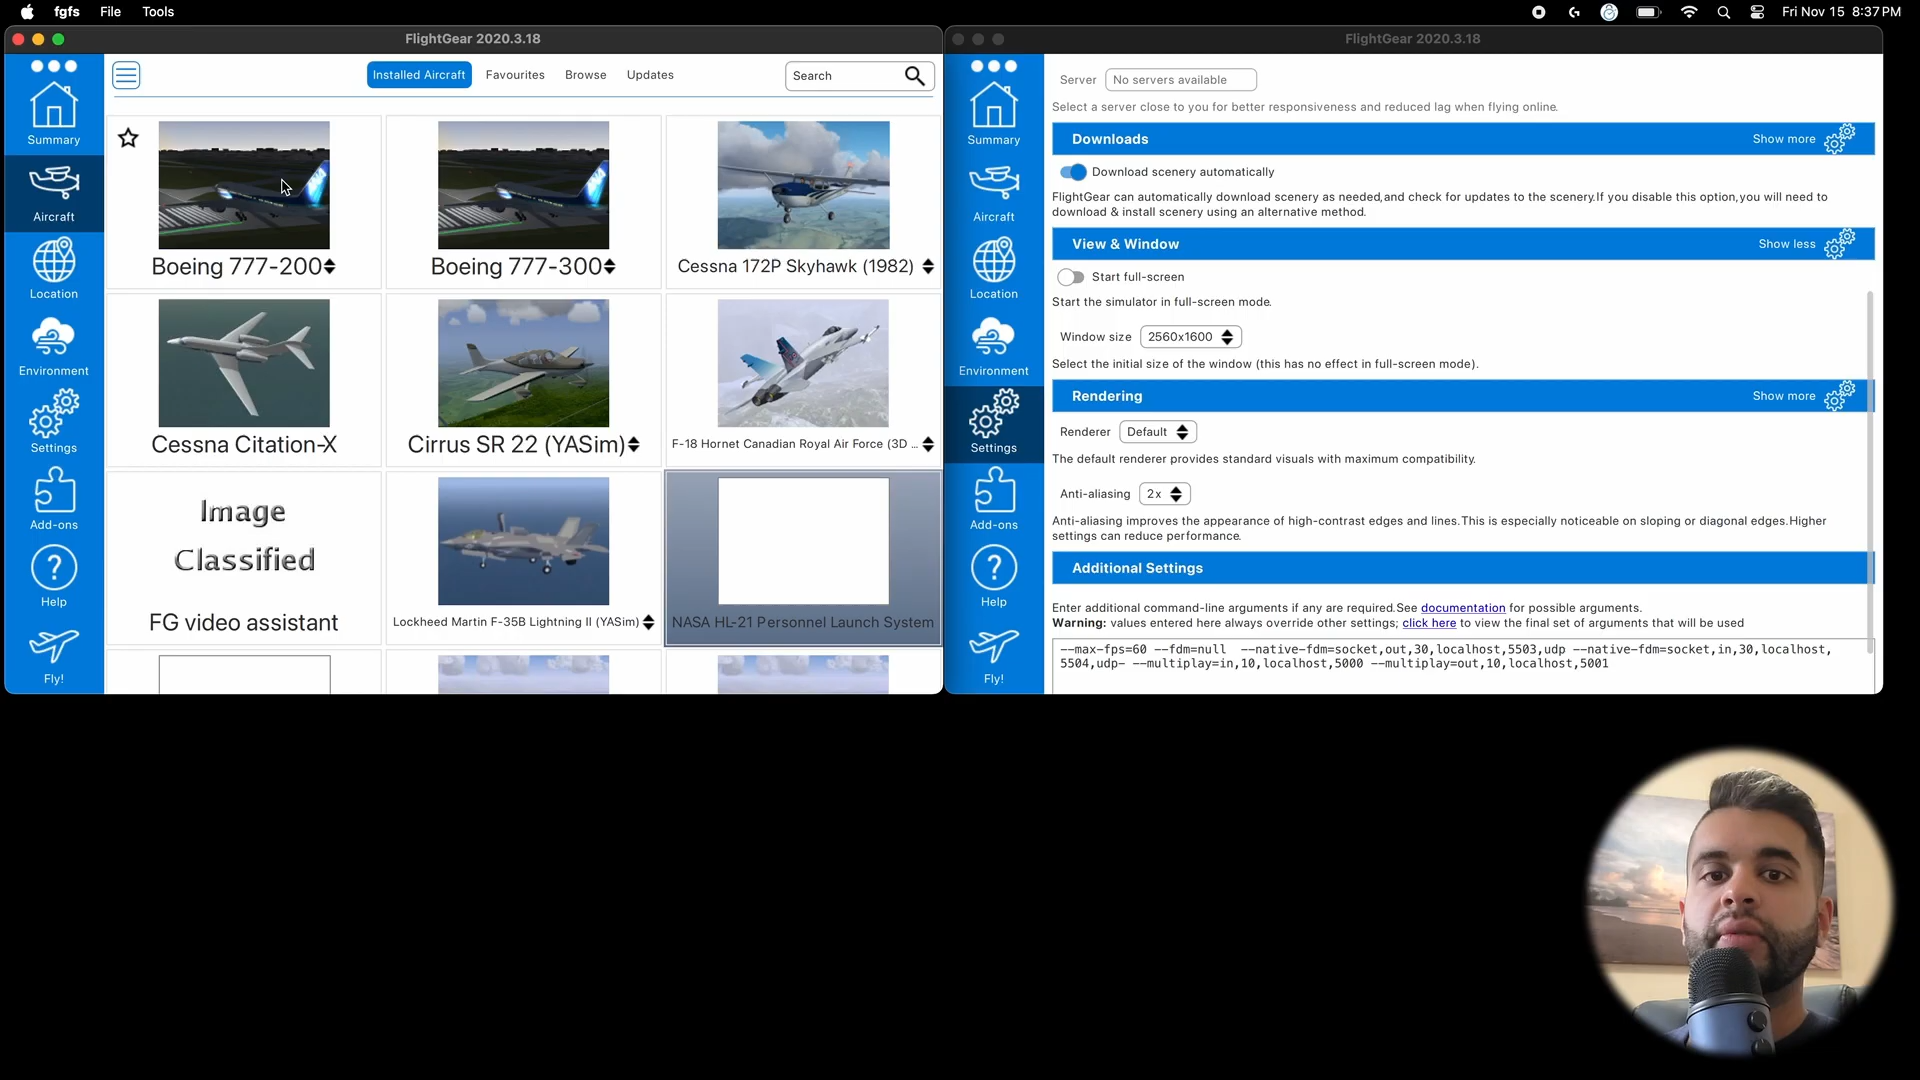 fgfs File Tools
Fri Nov 15 8:37 PM
FlightGear 2020.3.18
Summary
Aircraft
Location
Environment
Settings
Add-ons
Help
Fly!
Installed Aircraft
Favourites
Browse
Updates
Search
Boeing 777-200
Boeing 777-300
Cessna 172P Skyhawk (1982)
Cessna Citation-X
Cirrus SR 22 (YASim)
F-18 Hornet Canadian Royal Air Force (3D ...
Image
Classified
FG video assistant
Lockheed Martin F-35B Lightning II (YASim)
NASA HL-21 Personnel Launch System
FlightGear 2020.3.18
Summary
Aircraft
Location
Environment
Settings
Add-ons
Help
Fly!
Server No servers available
Select a server close to you for better responsiveness and reduced lag when flying online.
Downloads Show more
Download scenery automatically
FlightGear can automatically download scenery as needed,and check for updates to the scenery.If you disable this option,you will need to
download & install scenery using an alternative method.
View & Window Show less
Start full-screen
Start the simulator in full-screen mode.
Window size 2560x1600
Select the initial size of the window (this has no effect in full-screen mode).
Rendering Show more
Renderer Default
The default renderer provides standard visuals with maximum compatibility.
Anti-aliasing 2x
Anti-aliasing improves the appearance of high-contrast edges and lines.This is especially noticeable on sloping or diagonal edges.Higher
settings can reduce performance.
Additional Settings
Enter additional command-line arguments if any are required.See documentation for possible arguments.
Warning: values entered here always override other settings; click here to view the final set of arguments that will be used
--max-fps=60 --fdm=null --native-fdm=socket,out,30,localhost,5503,udp --native-fdm=socket,in,30,localhost,
5504,udp- --multiplay=in,10,localhost,5000 --multiplay=out,10,localhost,5001